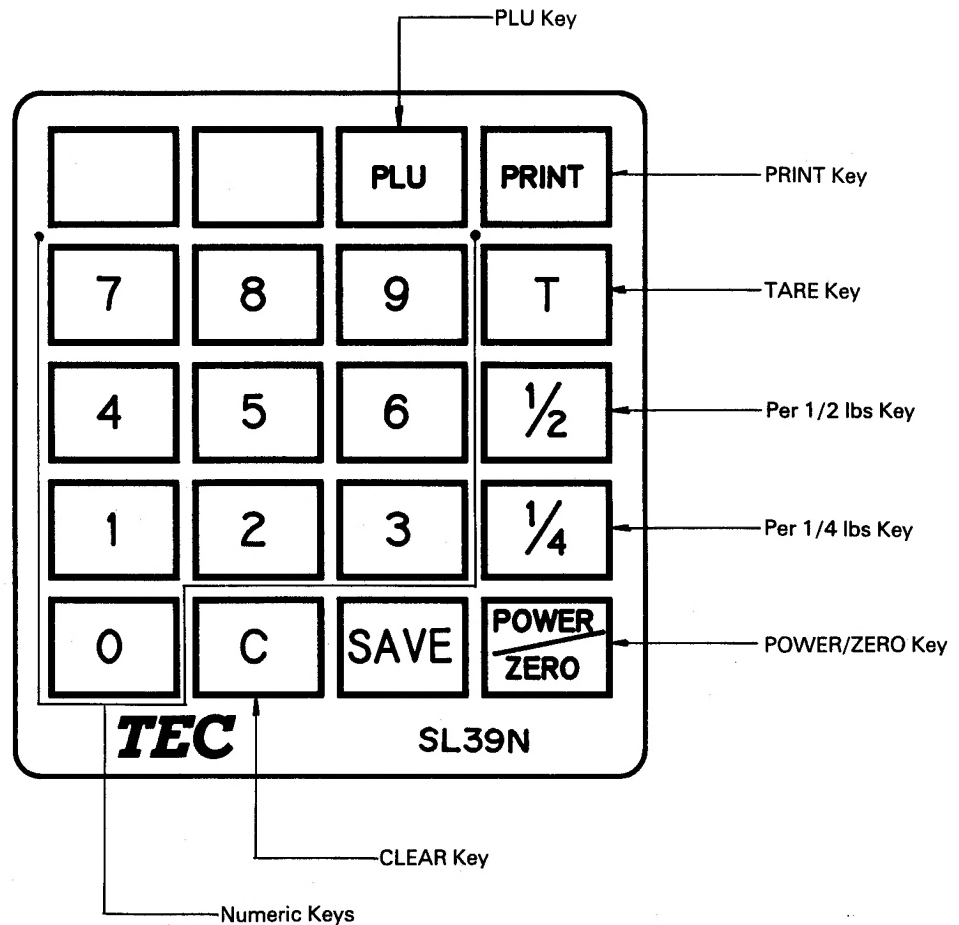 PLU Key
PLU PRINT
PRINT Key
7 8 9 T
TARE Key
4 5 6 1/2
Per 1/2 lbs Key
1 2 3 1/4
Per 1/4 lbs Key
0 C SAVE POWER/ZERO
POWER/ZERO Key
TEC SL39N
CLEAR Key
Numeric Keys